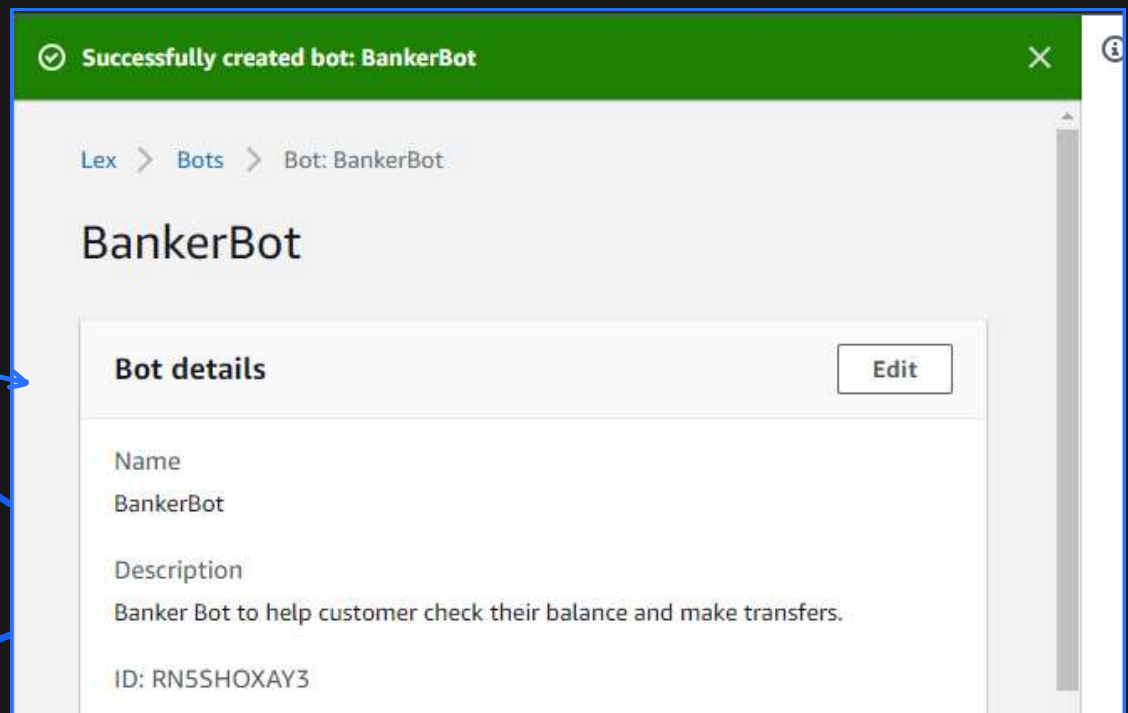 Successfully created bot: BankerBot
Lex > Bots > Bot: BankerBot
BankerBot
Bot details
Edit
Name
BankerBot
Description
Banker Bot to help customer check their balance and make transfers.
ID: RN5SHOXAY3